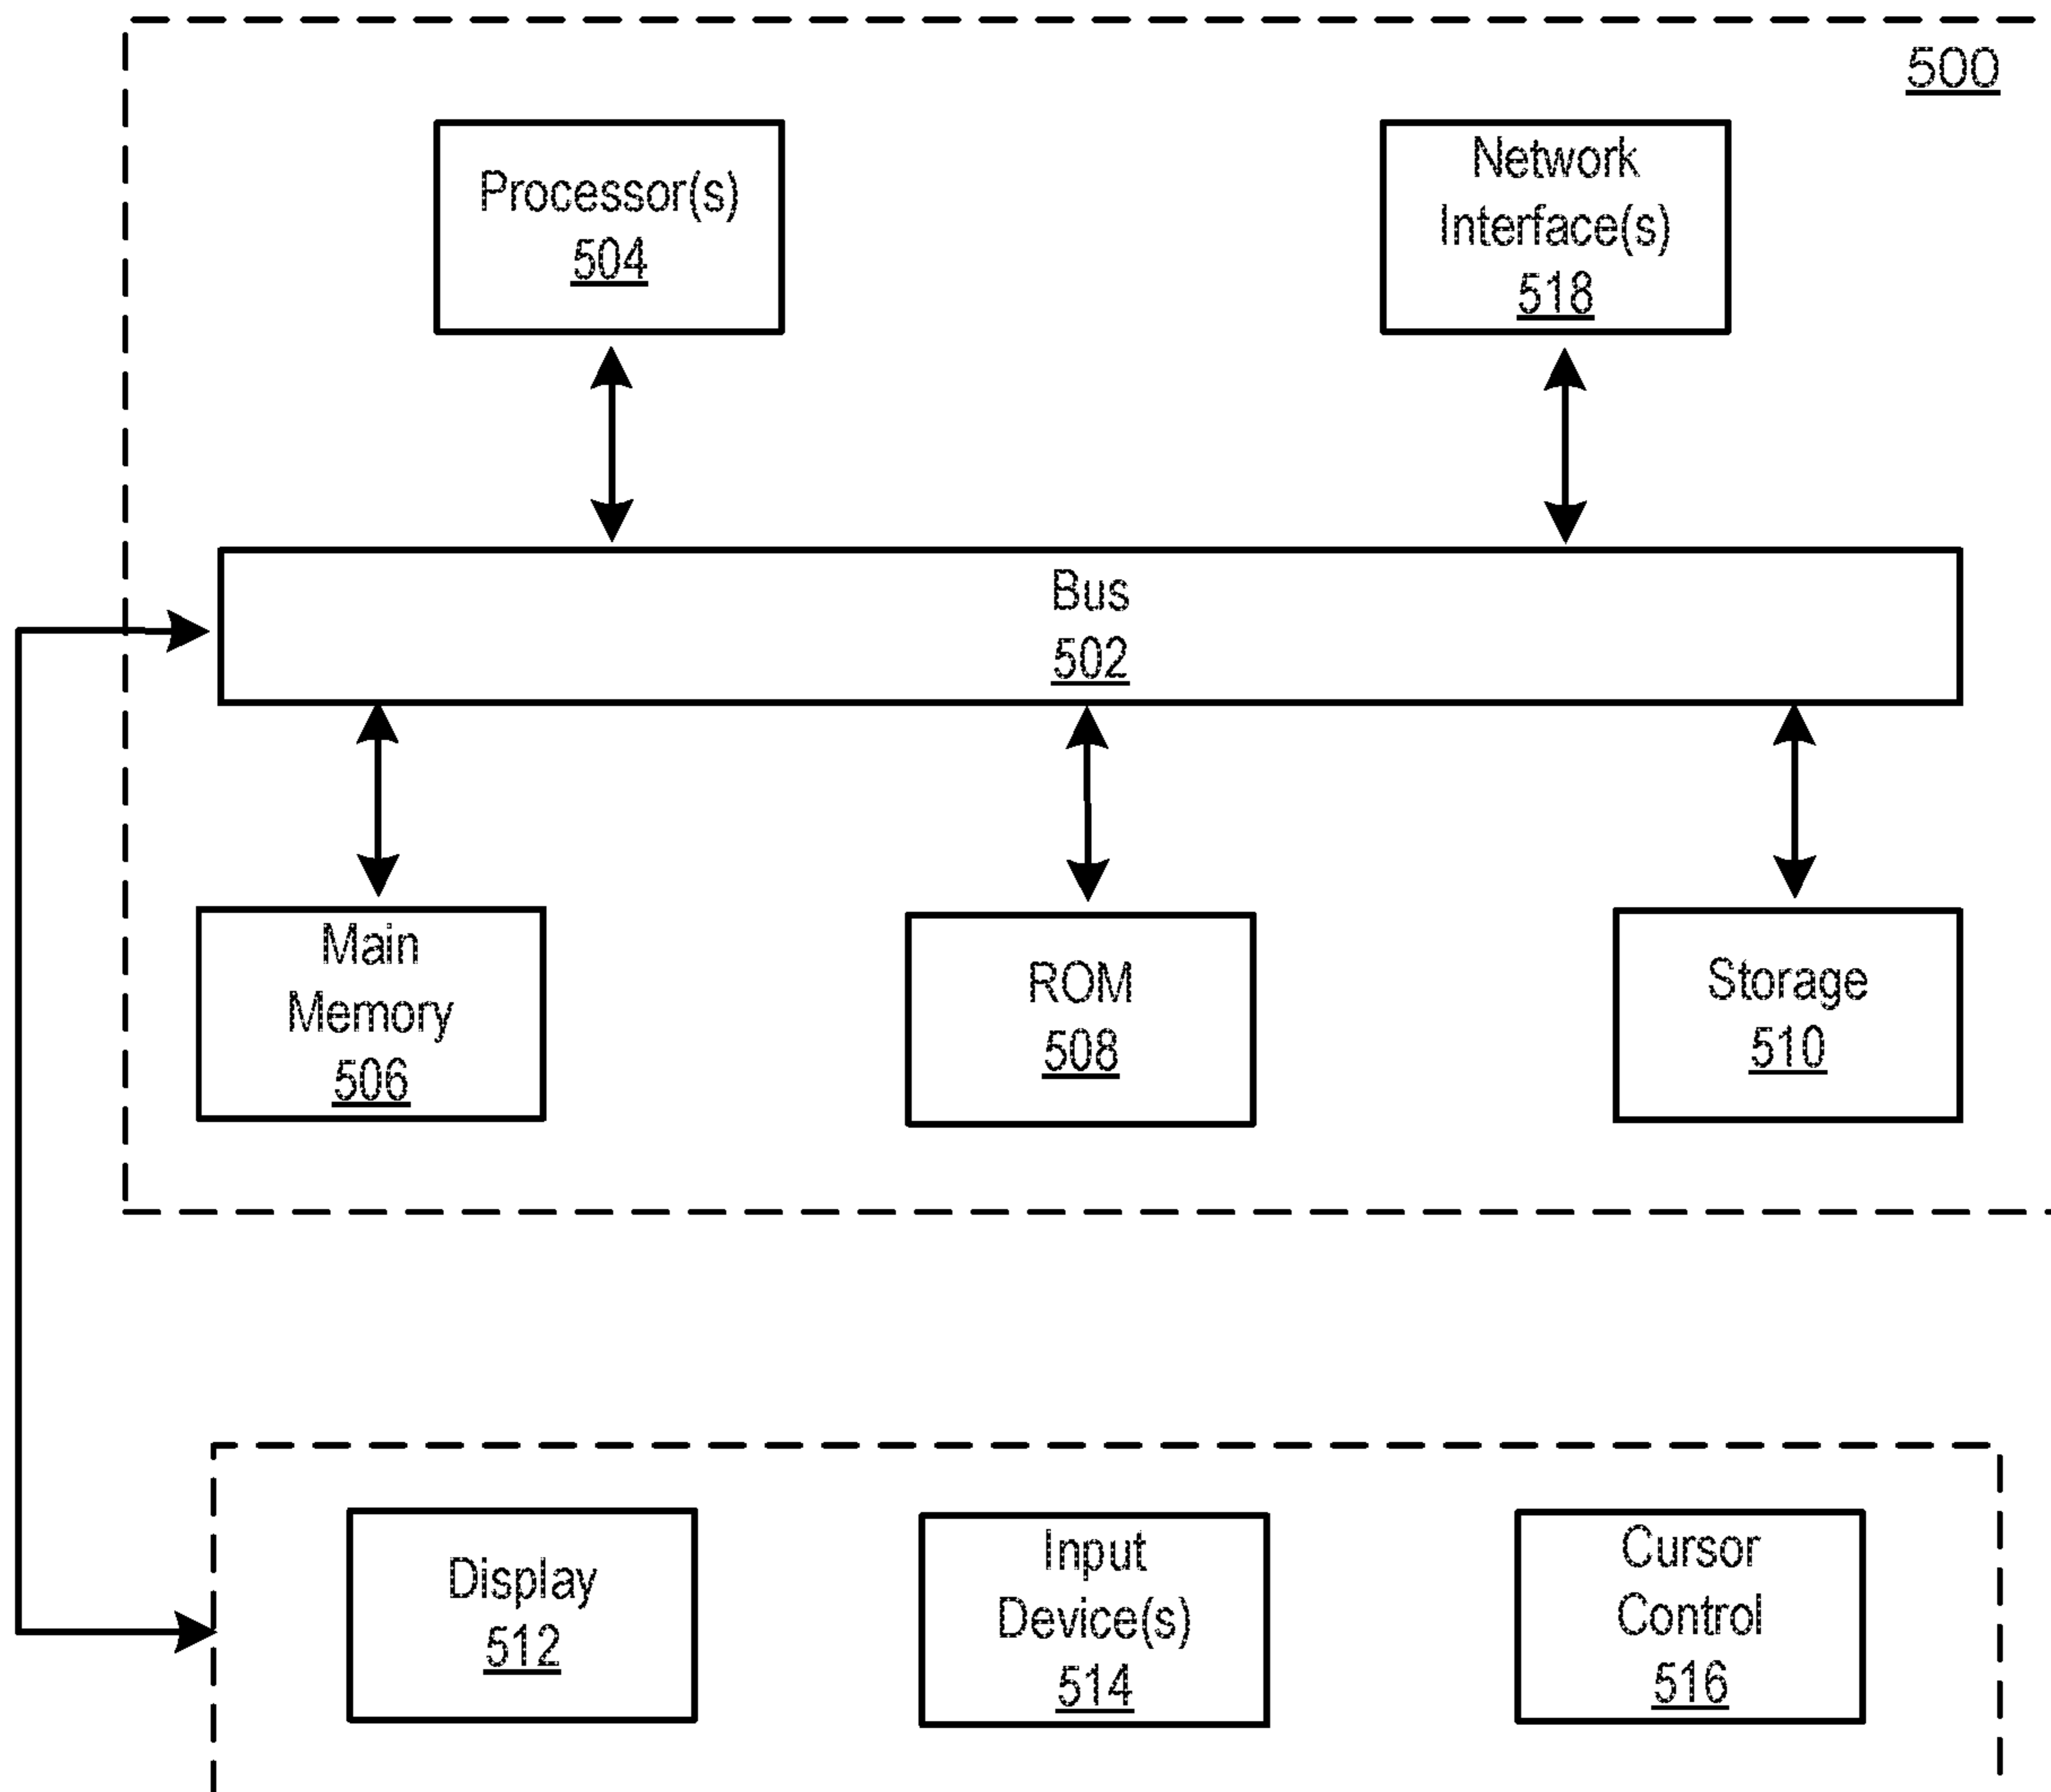 500
Processor(s)
504
Network
Interface(s)
518
Bus
502
Main
Memory
506
ROM
508
Storage
510
Display
512
Input
Device(s)
514
Cursor
Control
516